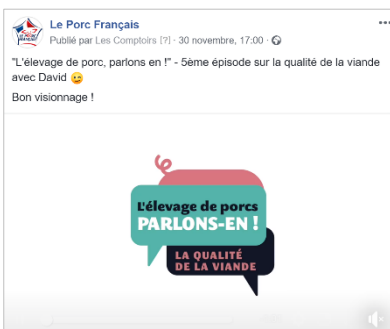 Le Porc Français
Publié par Les Comptoirs [?] · 30 novembre, 17:00 ·
"L'élevage de porc, parlons en !" - 5ème épisode sur la qualité de la viande
avec David
Bon visionnage !
L'élevage de porcs
PARLONS-EN !
LA QUALITÉ
DE LA VIANDE